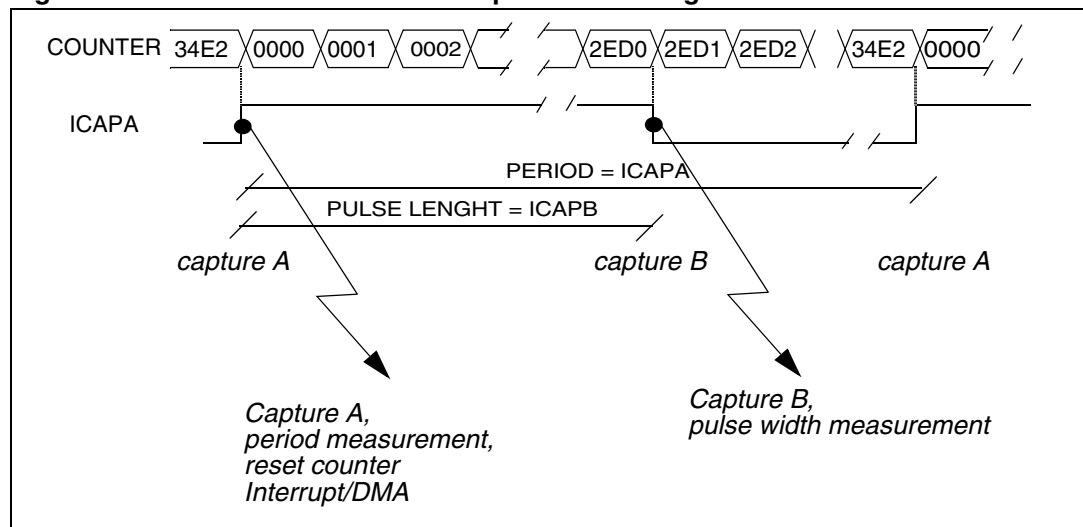 COUNTER 34E2 0000 0001 0002 2ED0 2ED1 2ED2 34E2 0000
ICAPA
PERIOD = ICAPA
PULSE LENGHT = ICAPB
capture A capture B capture A
Capture A,
period measurement,
reset counter
Interrupt/DMA
Capture B,
pulse width measurement